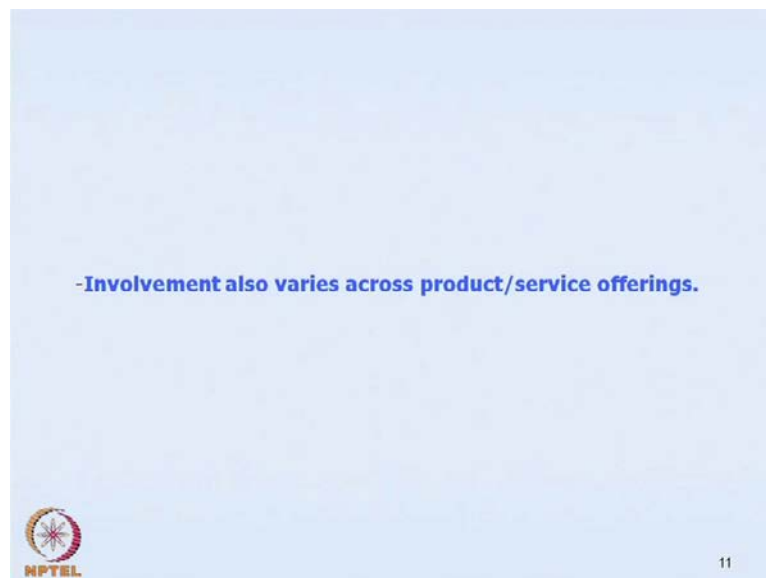 -Involvement also varies across product/service offerings.
NPTEL
11